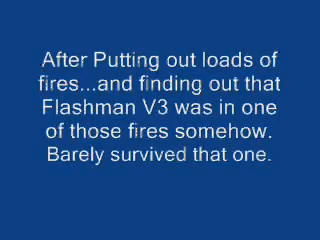 After Putting out loads of
fires...and finding out that
Flashman V3 was in one
of those fires somehow.
Barely survived that one.